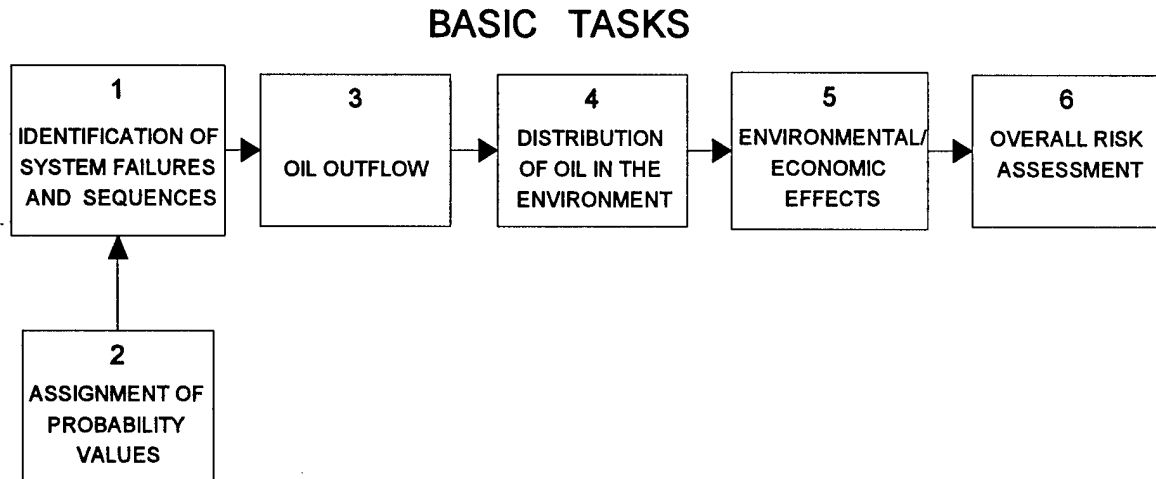 BASIC TASKS
1
IDENTIFICATION OF
SYSTEM FAILURES
AND SEQUENCES
3
OIL OUTFLOW
4
DISTRIBUTION
OF OIL IN THE
ENVIRONMENT
5
ENVIRONMENTAL/
ECONOMIC
EFFECTS
6
OVERALL RISK
ASSESSMENT
2
ASSIGNMENT OF
PROBABILITY
VALUES